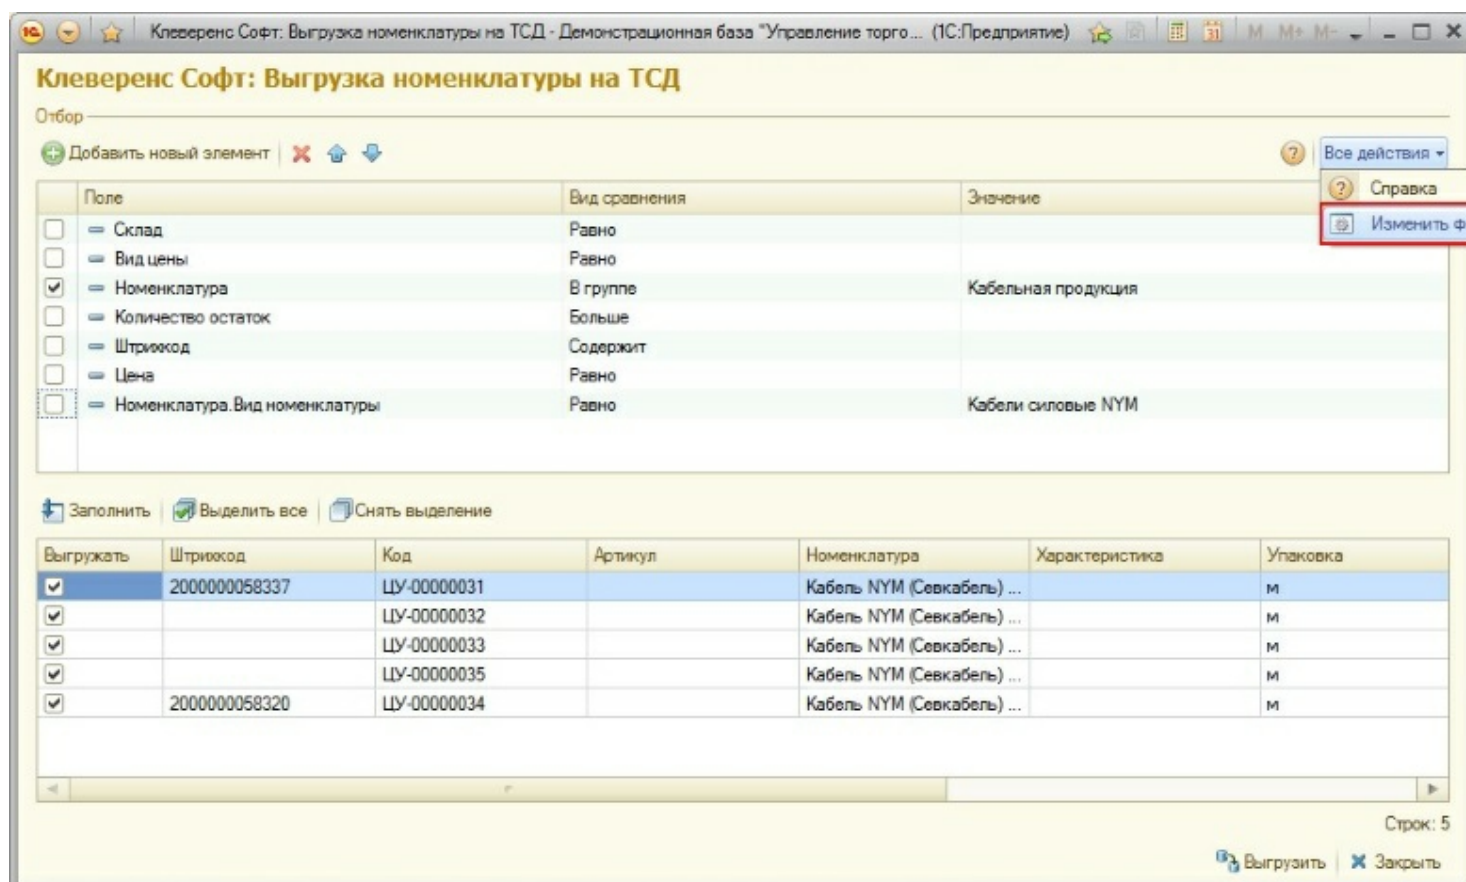 Клеверенс Софт: Выгрузка номенклатуры на ТСД - Демонстрационная база "Управление торго... (1С:Предприятие) 31 M M+ M-
Клеверенс Софт: Выгрузка номенклатуры на ТСД
Отбор
Добавить новый элемент ? Все действия
Поле Вид сравнения Значение ? Справка
Изменить ф
Склад Равно
Вид цены Равно
Номенклатура В группе Кабельная продукция
Количество остаток Больше
Штрихкод Содержит
Цена Равно
Номенклатура.Вид номенклатуры Равно Кабели силовые NYM
Заполнить Выделить все Снять выделение
Выгружать Штрихкод Код Артикул Номенклатура Характеристика Упаковка
2000000058337 ЦУ-00000031 Кабель NYM (Севкабель) ... м
ЦУ-00000032 Кабель NYM (Севкабель) ... м
ЦУ-00000033 Кабель NYM (Севкабель) ... м
ЦУ-00000035 Кабель NYM (Севкабель) ... м
2000000058320 ЦУ-00000034 Кабель NYM (Севкабель) ... м
Строк: 5
Выгрузить Закрыть